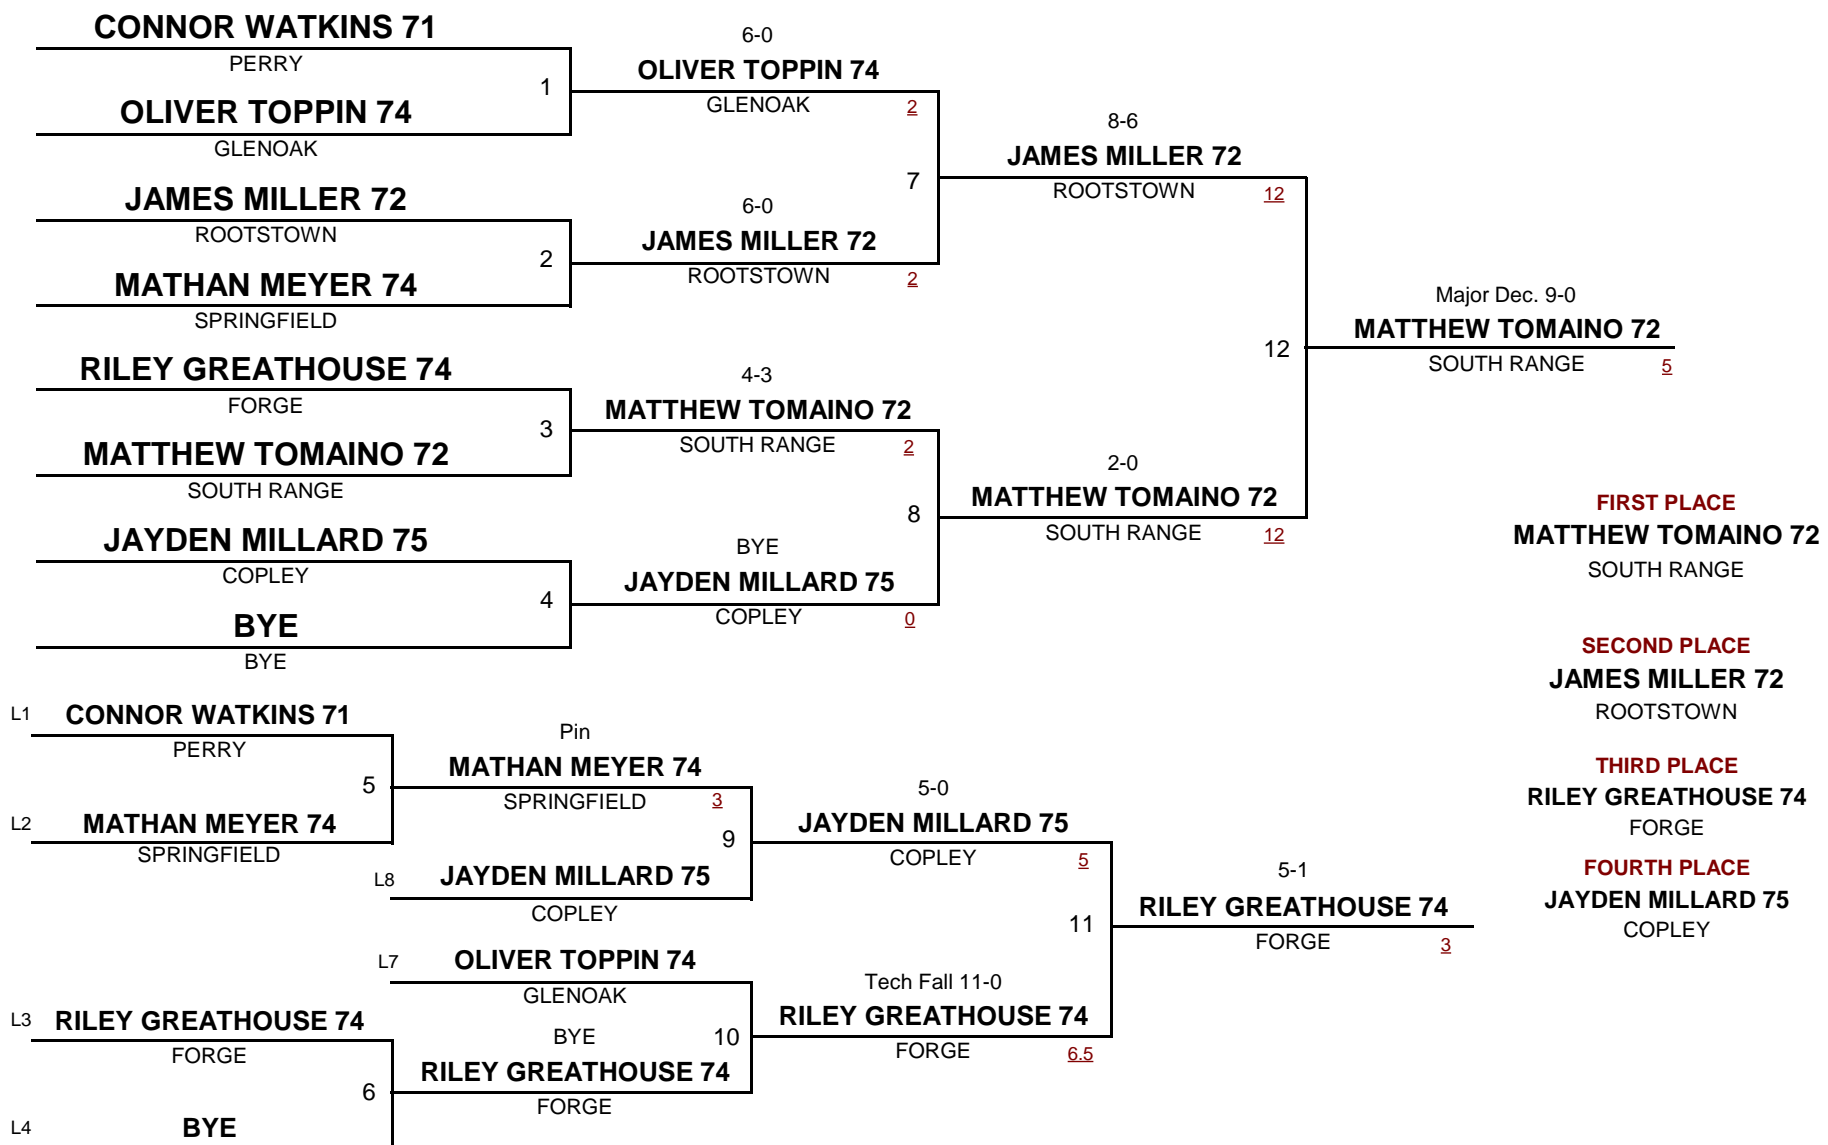 CONNOR WATKINS 71
PERRY
1
OLIVER TOPPIN 74
GLENOAK
6-0
OLIVER TOPPIN 74
GLENOAK
2
JAMES MILLER 72
ROOTSTOWN
2
MATHAN MEYER 74
SPRINGFIELD
6-0
JAMES MILLER 72
ROOTSTOWN
2
7
8-6
JAMES MILLER 72
ROOTSTOWN
12
RILEY GREATHOUSE 74
FORGE
3
MATTHEW TOMAINO 72
SOUTH RANGE
4-3
MATTHEW TOMAINO 72
SOUTH RANGE
2
JAYDEN MILLARD 75
COPLEY
4
BYE
BYE
BYE
JAYDEN MILLARD 75
COPLEY
0
8
2-0
MATTHEW TOMAINO 72
SOUTH RANGE
12
12
Major Dec. 9-0
MATTHEW TOMAINO 72
SOUTH RANGE
5
FIRST PLACE
MATTHEW TOMAINO 72
SOUTH RANGE
SECOND PLACE
JAMES MILLER 72
ROOTSTOWN
THIRD PLACE
RILEY GREATHOUSE 74
FORGE
FOURTH PLACE
JAYDEN MILLARD 75
COPLEY
L1
CONNOR WATKINS 71
PERRY
5
L2
MATHAN MEYER 74
SPRINGFIELD
Pin
MATHAN MEYER 74
SPRINGFIELD
3
9
L8
JAYDEN MILLARD 75
COPLEY
5-0
JAYDEN MILLARD 75
COPLEY
5
L7
OLIVER TOPPIN 74
GLENOAK
L3
RILEY GREATHOUSE 74
FORGE
6
L4
BYE
BYE
RILEY GREATHOUSE 74
FORGE
10
Tech Fall 11-0
RILEY GREATHOUSE 74
FORGE
6.5
11
5-1
RILEY GREATHOUSE 74
FORGE
3